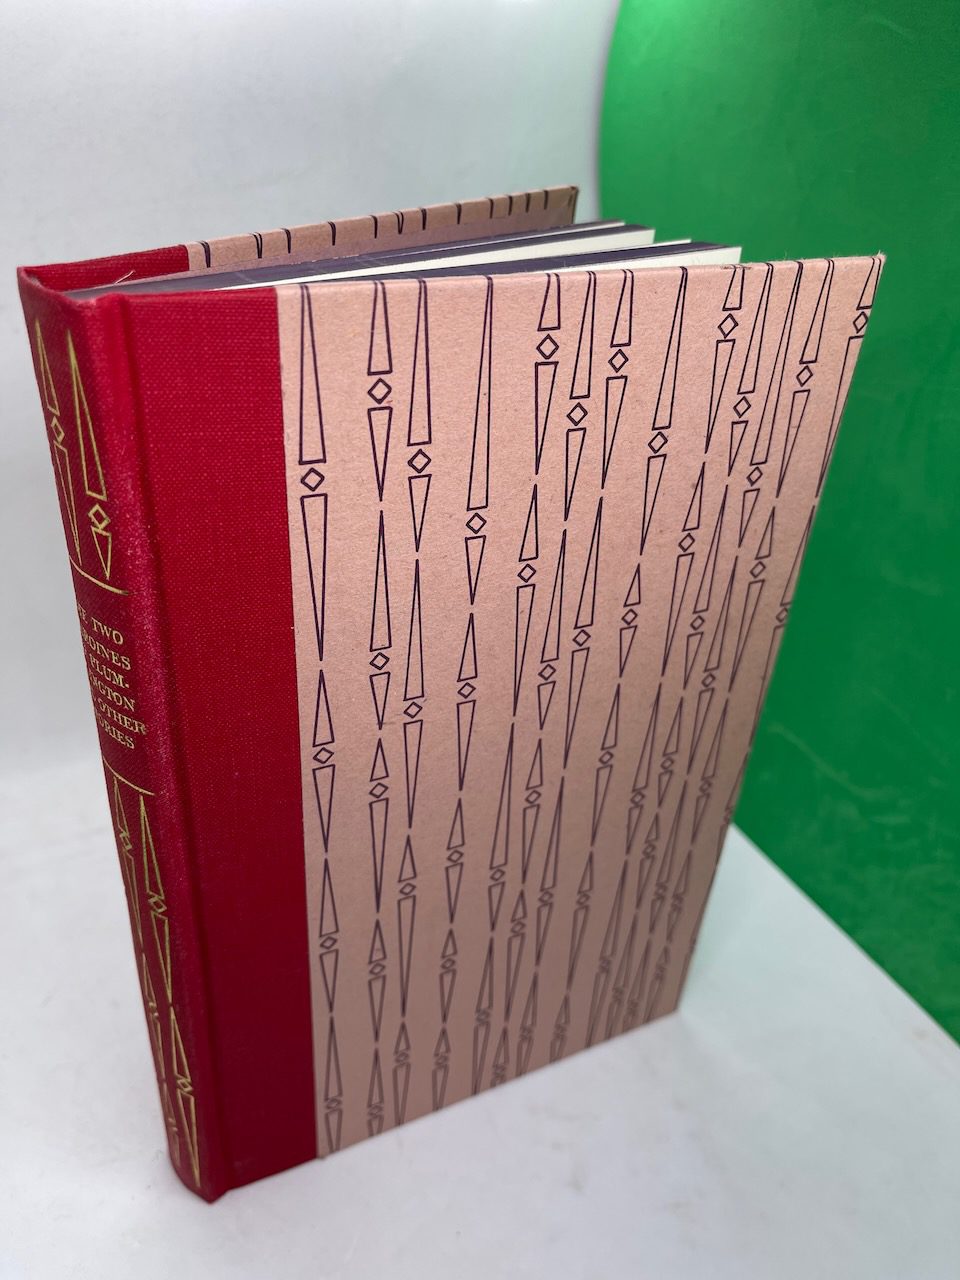 TWO
OINES
PLUM-
NGTON
OTHER
ORIES